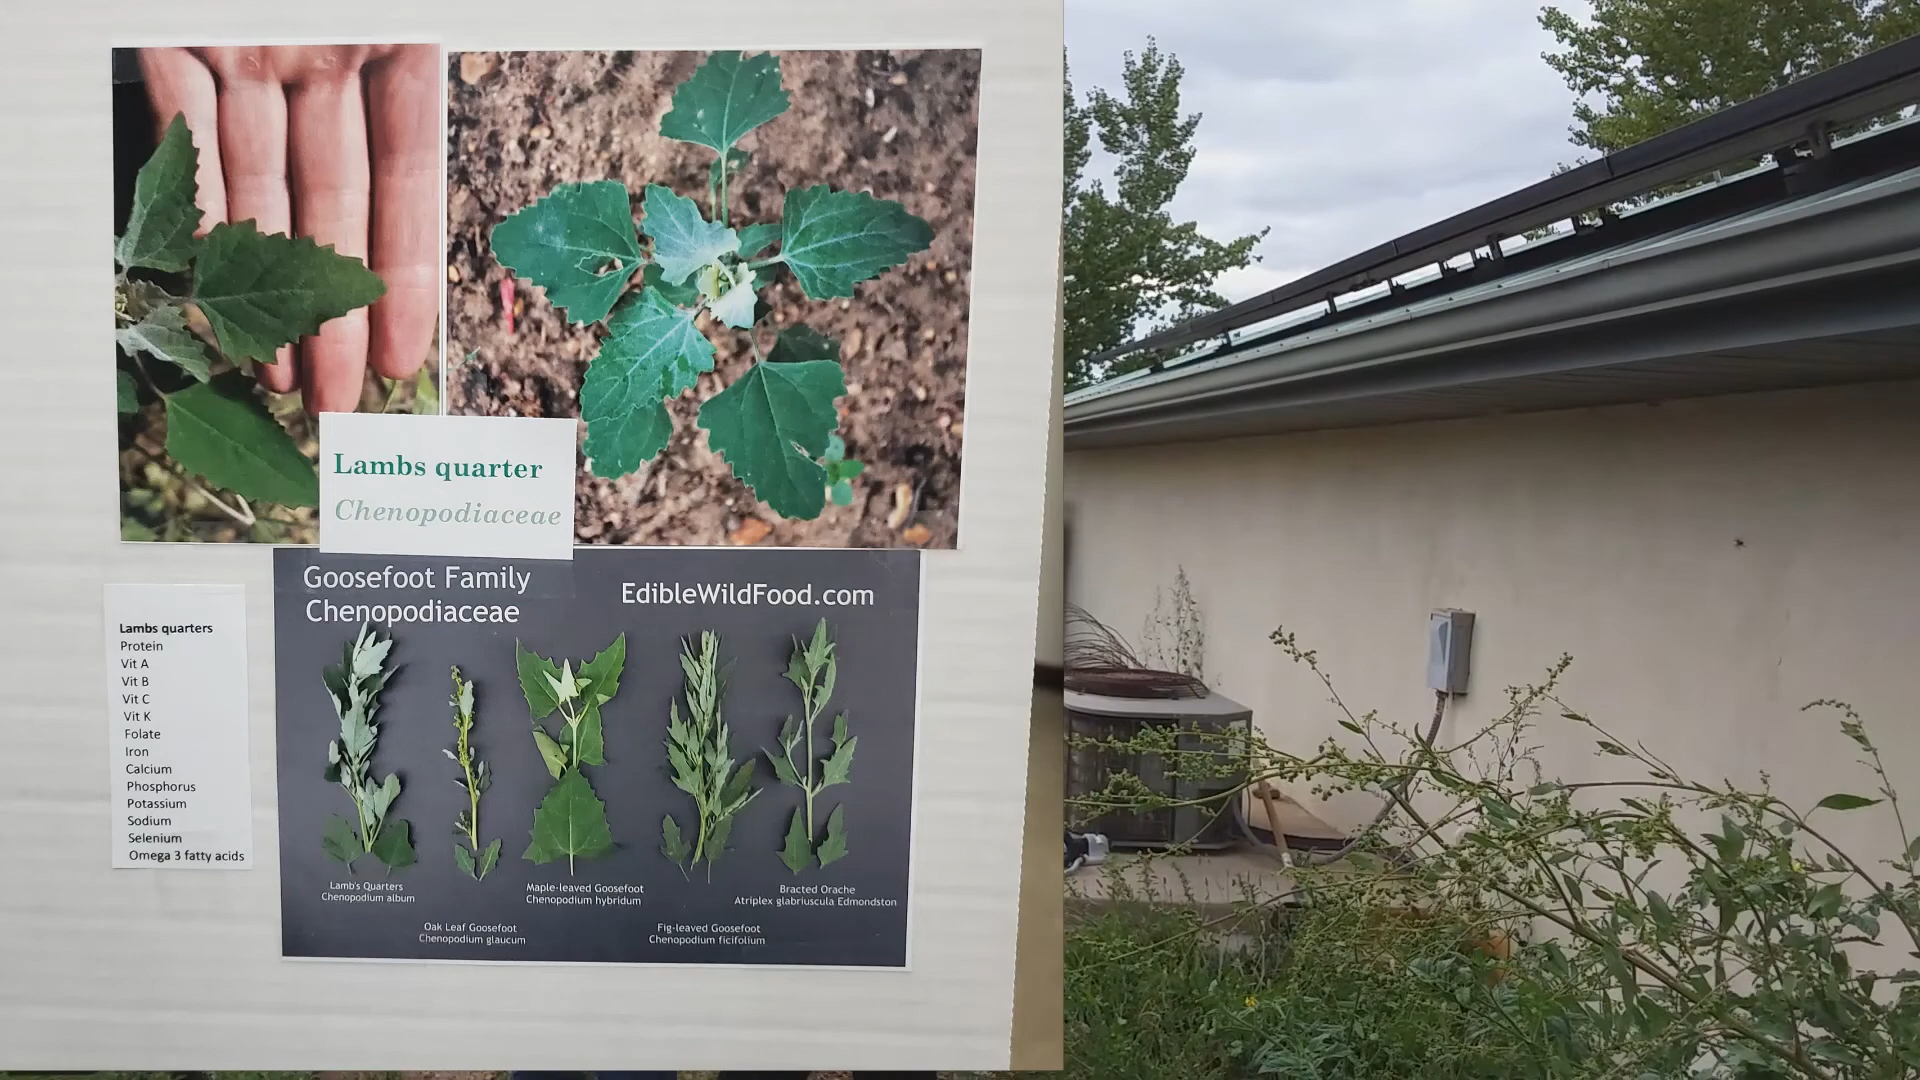 Lambs quarter
Chenopodiaceae
Goosefoot Family
Chenopodiaceae
EdibleWildFood.com
Lambs quarters
Protein
Vit A
Vit B
Vit C
Vit K
Folate
Iron
Calcium
Phosphorus
Potassium
Sodium
Selenium
Omega 3 fatty acids
Lamb's Quarters
Chenopodium album
Oak Leaf Goosefoot
Chenopodium glaucum
Maple-leaved Goosefoot
Chenopodium hybridum
Fig-leaved Goosefoot
Chenopodium ficifolium
Bracted Orache
Atriplex glabriuscula Edmondston